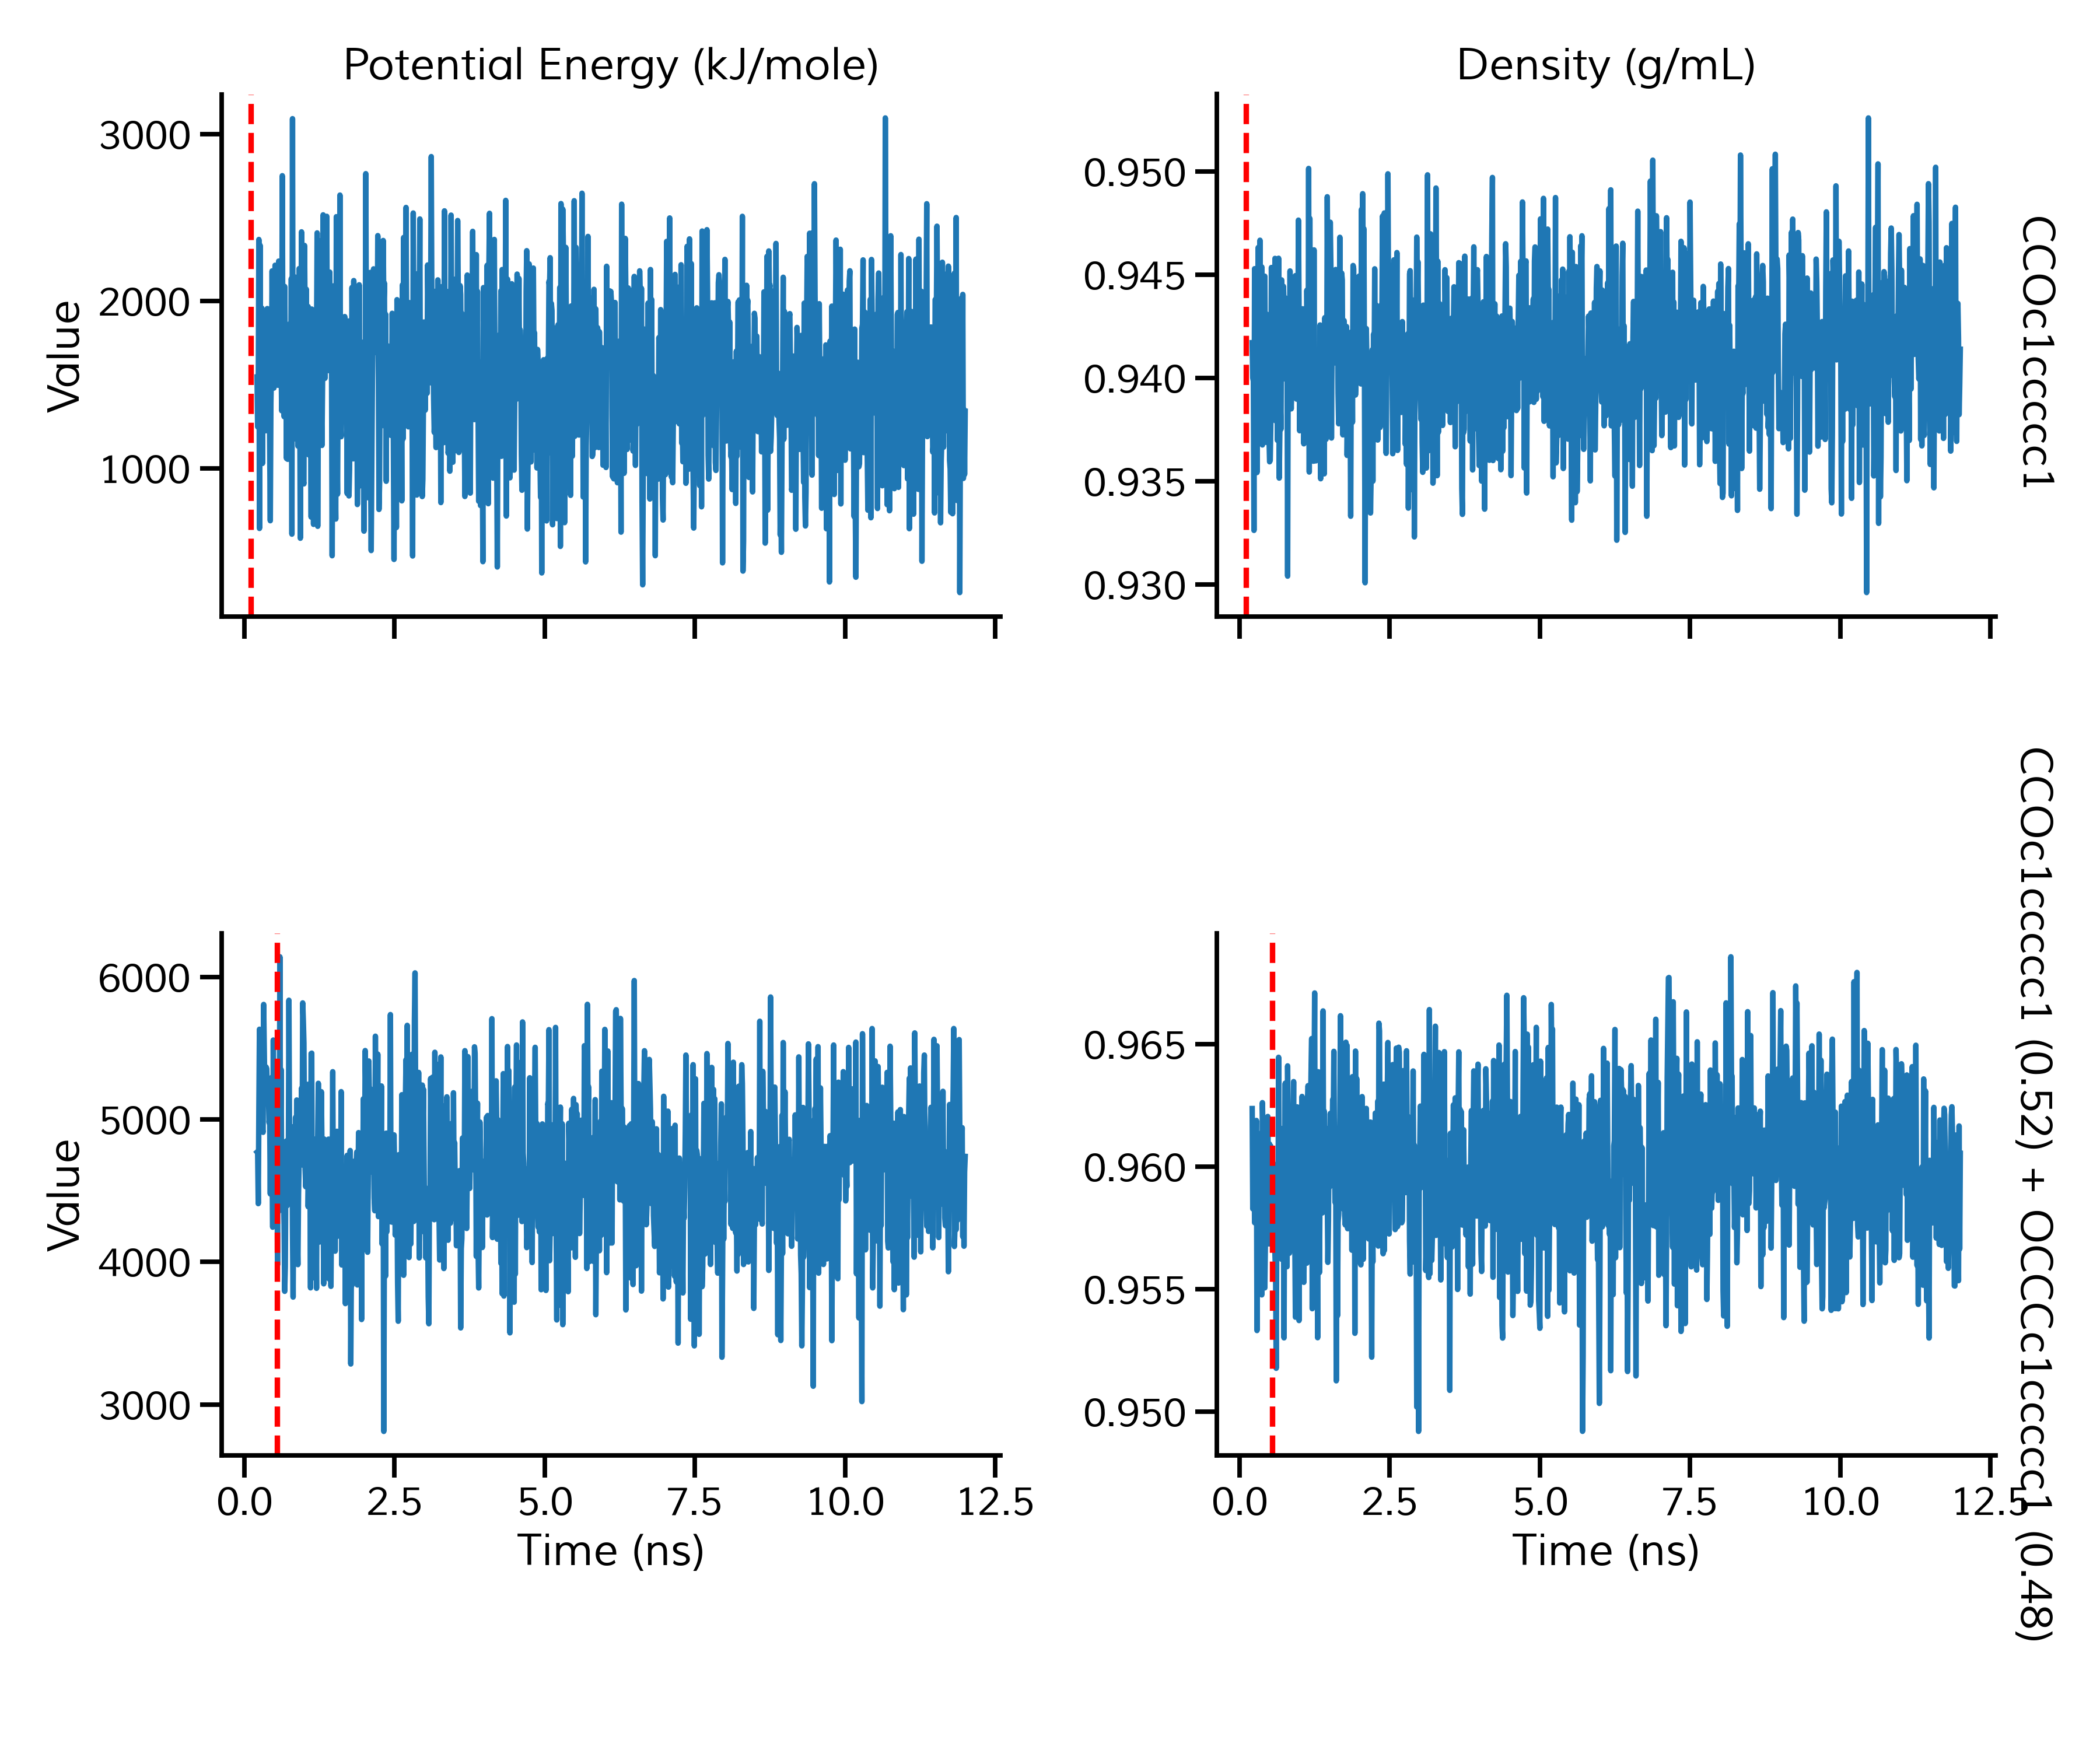 Potential Energy (kJ/mole)
Density (g/mL)
Value
3000
2000
1000
0.950
0.945
0.940
0.935
0.930
CCOc1ccccc1
Value
6000
5000
4000
3000
0.0 2.5 5.0 7.5 10.0 12.5
Time (ns)
0.965
0.960
0.955
0.950
0.0 2.5 5.0 7.5 10.0 12.5
Time (ns)
CCOc1ccccc1 (0.52) + OCCCCc1ccccc1 (0.48)